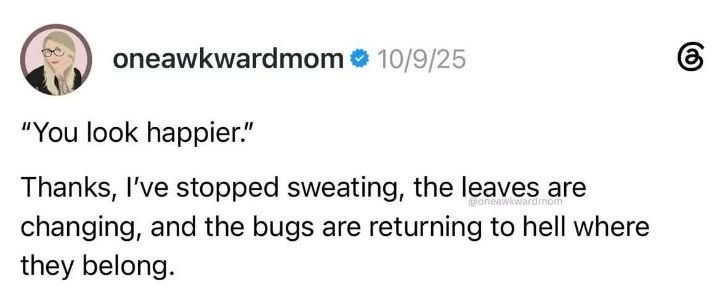 oneawkwardmom 10/9/25
“You look happier.”
Thanks, I’ve stopped sweating, the leaves are
@oneawkwardmom
changing, and the bugs are returning to hell where
they belong.